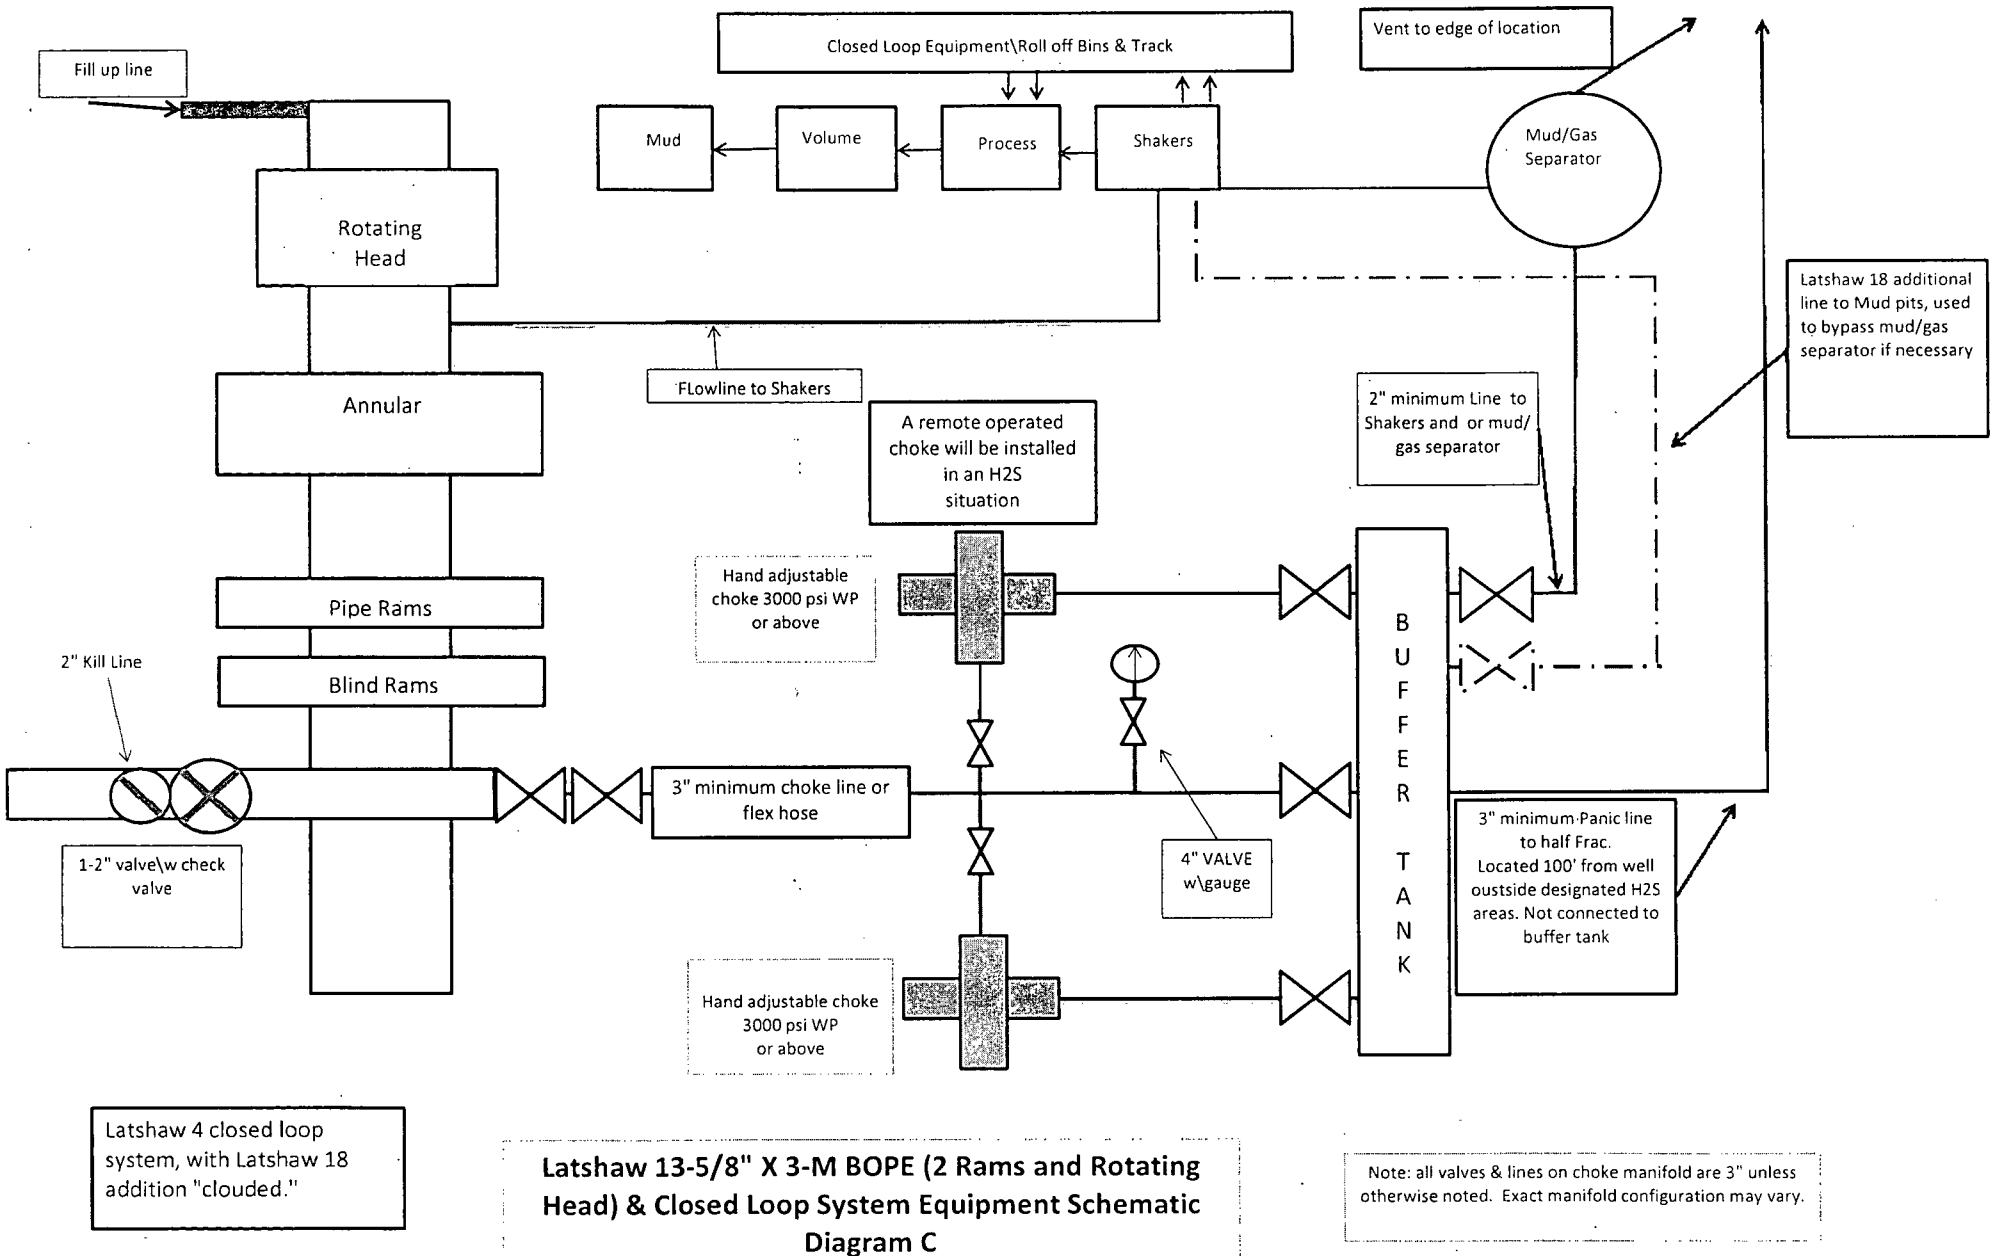 Closed Loop Equipment\Roll off Bins & Track
Vent to edge of location
Fill up line
Mud
Volume
Process
Shakers
Mud/Gas
Separator
Rotating
Head
Latshaw 18 additional
line to Mud pits, used
to bypass mud/gas
separator if necessary
FLowline to Shakers
Annular
2" minimum Line to
Shakers and or mud/
gas separator
A remote operated
choke will be installed
in an H2S
situation
Hand adjustable
choke 3000 psi WP
or above
Pipe Rams
2" Kill Line
Blind Rams
BUFFER TANK
3" minimum choke line or
flex hose
1-2" valve\w check
valve
4" VALVE
w\gauge
3" minimum Panic line
to half Frac.
Located 100' from well
oustside designated H2S
areas. Not connected to
buffer tank
Hand adjustable choke
3000 psi WP
or above
Latshaw 4 closed loop
system, with Latshaw 18
addition "clouded."
Latshaw 13-5/8" X 3-M BOPE (2 Rams and Rotating
Head) & Closed Loop System Equipment Schematic
Diagram C
Note: all valves & lines on choke manifold are 3" unless
otherwise noted. Exact manifold configuration may vary.